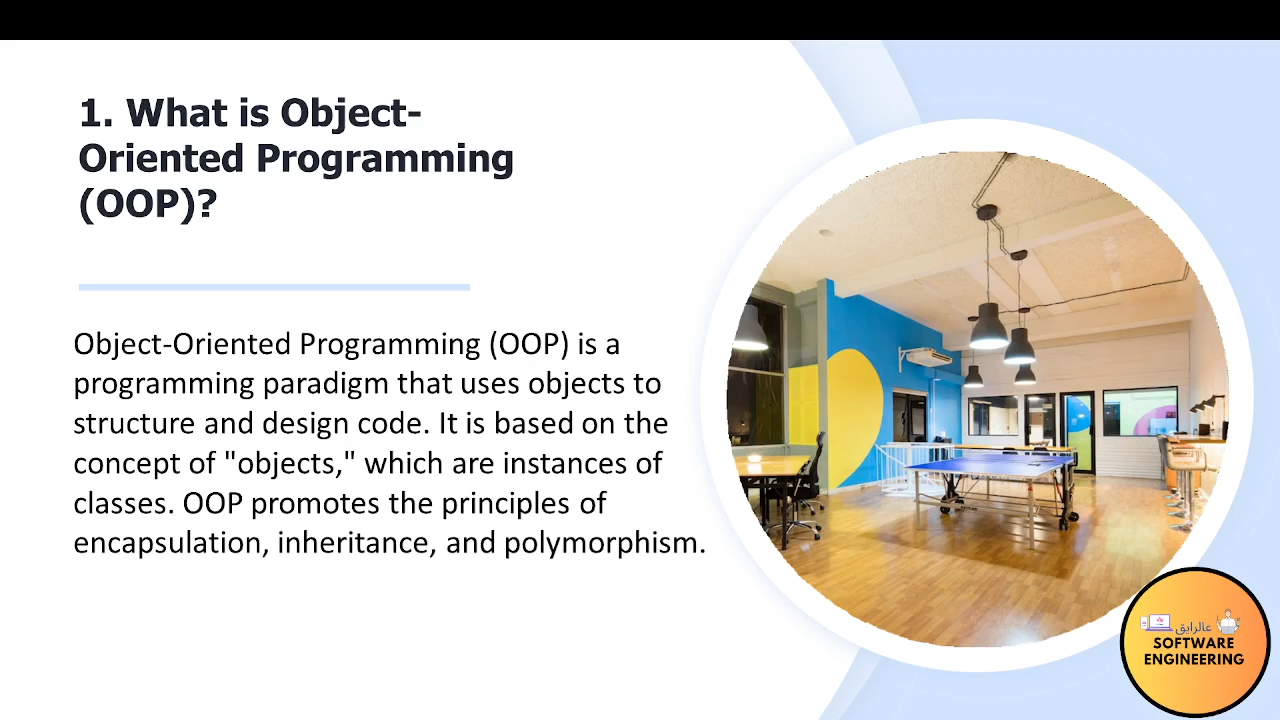 1. What is Object-
Oriented Programming
(OOP)?
Object-Oriented Programming (OOP) is a
programming paradigm that uses objects to
structure and design code. It is based on the
concept of "objects," which are instances of
classes. OOP promotes the principles of
encapsulation, inheritance, and polymorphism.
عالرايق
SOFTWARE
ENGINEERING